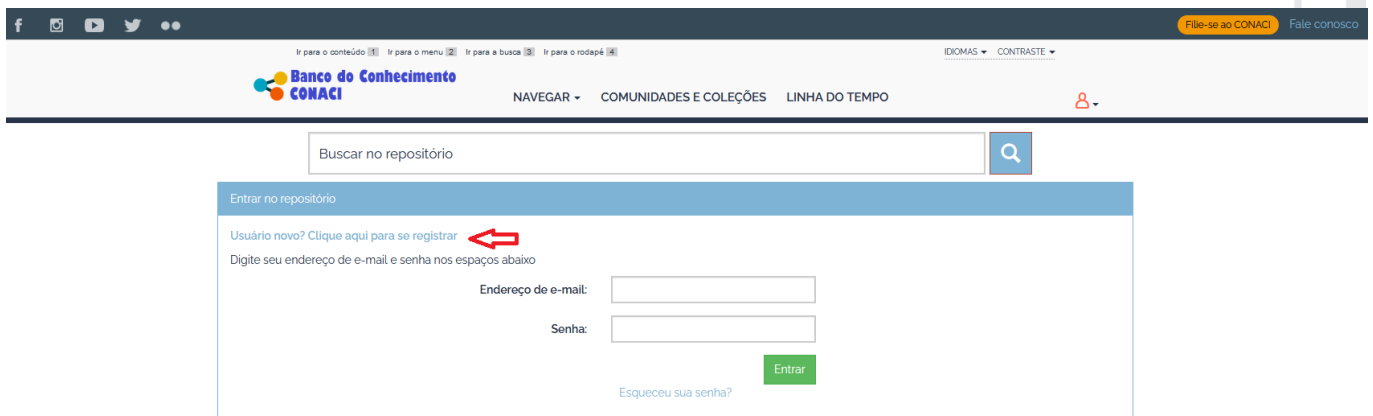 Filie-se ao CONACI Fale conosco
Ir para o conteúdo 1 Ir para o menu 2 Ir para a busca 3 Ir para o rodapé 4 IDIOMAS CONTRASTE
Banco do Conhecimento
CONACI
NAVEGAR COMUNIDADES E COLEÇÕES LINHA DO TEMPO
Buscar no repositório
Entrar no repositório
Usuário novo? Clique aqui para se registrar
Digite seu endereço de e-mail e senha nos espaços abaixo
Endereço de e-mail:
Senha:
Entrar
Esqueceu sua senha?